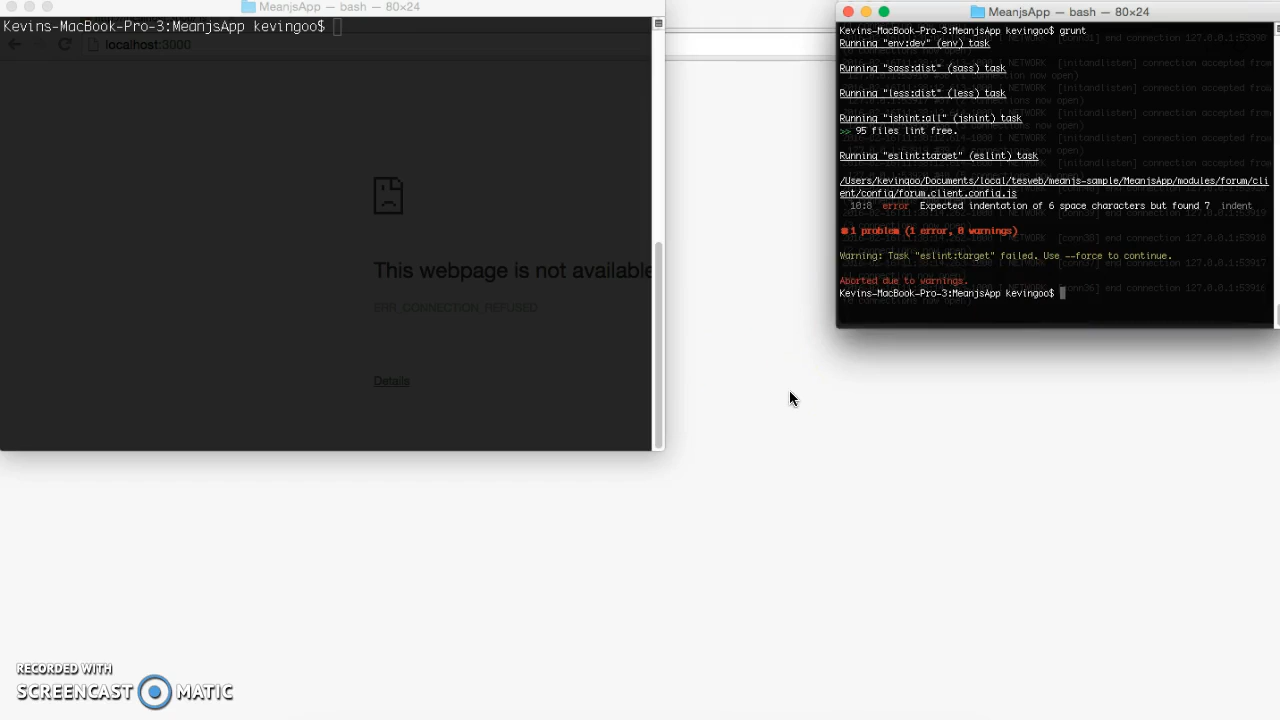 MeanjsApp — bash — 80×24
Kevins-MacBook-Pro-3:MeanjsApp kevingoo$
localhost:3000
This webpage is not available
ERR_CONNECTION_REFUSED
Details
MeanjsApp — bash — 80×24
Kevins-MacBook-Pro-3:MeanjsApp kevingoo$ grunt
Running "env:dev" (env) task
Running "sass:dist" (sass) task
Running "less:dist" (less) task
Running "jshint:all" (jshint) task
>> 95 files lint free.
Running "eslint:target" (eslint) task
/Users/kevingoo/Documents/local/tesweb/meanjs-sample/MeanjsApp/modules/forum/cli
ent/config/forum.client.config.js
10:8 error Expected indentation of 6 space characters but found 7 indent
1 problem (1 error, 0 warnings)
Warning: Task "eslint:target" failed. Use --force to continue.
Aborted due to warnings.
Kevins-MacBook-Pro-3:MeanjsApp kevingoo$
RECORDED WITH
SCREENCAST MATIC